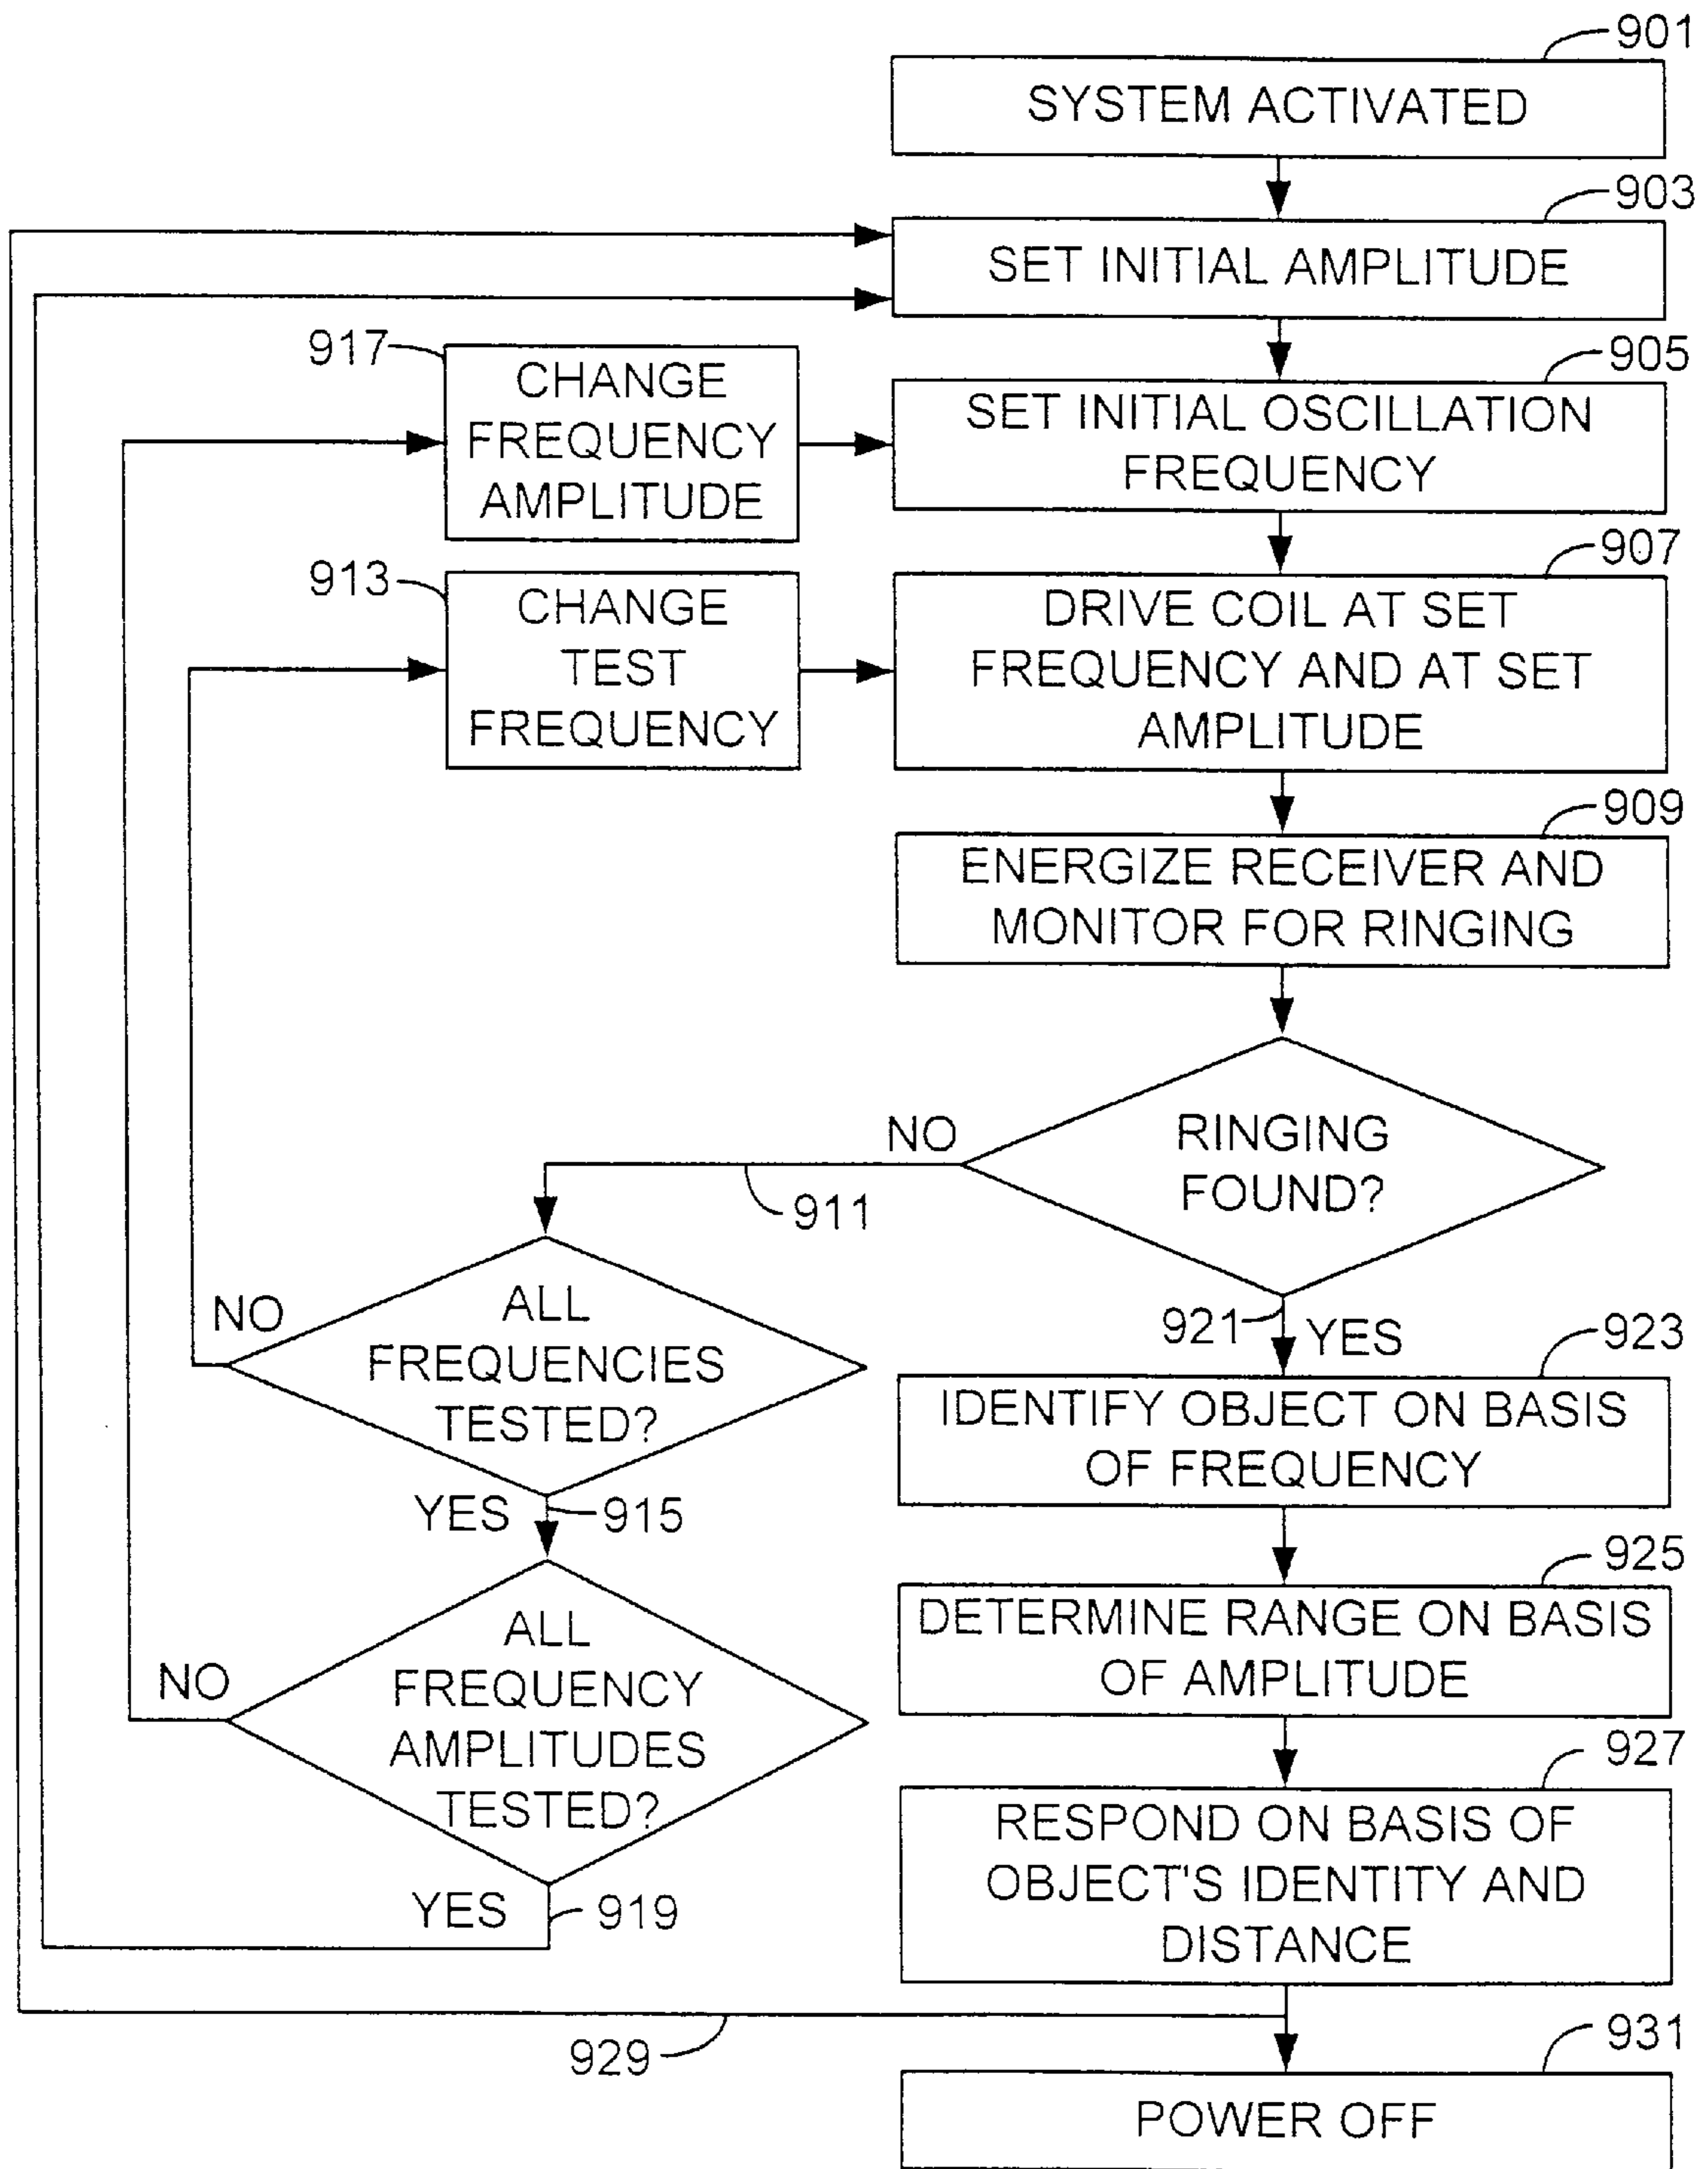 901
SYSTEM ACTIVATED
903
SET INITIAL AMPLITUDE
917
CHANGE
FREQUENCY
AMPLITUDE
905
SET INITIAL OSCILLATION
FREQUENCY
913
CHANGE
TEST
FREQUENCY
907
DRIVE COIL AT SET
FREQUENCY AND AT SET
AMPLITUDE
909
ENERGIZE RECEIVER AND
MONITOR FOR RINGING
RINGING
FOUND?
NO
911
ALL
FREQUENCIES
TESTED?
NO
YES
915
921
YES
923
IDENTIFY OBJECT ON BASIS
OF FREQUENCY
925
DETERMINE RANGE ON BASIS
OF AMPLITUDE
ALL
FREQUENCY
AMPLITUDES
TESTED?
NO
YES
919
927
RESPOND ON BASIS OF
OBJECT'S IDENTITY AND
DISTANCE
929
931
POWER OFF